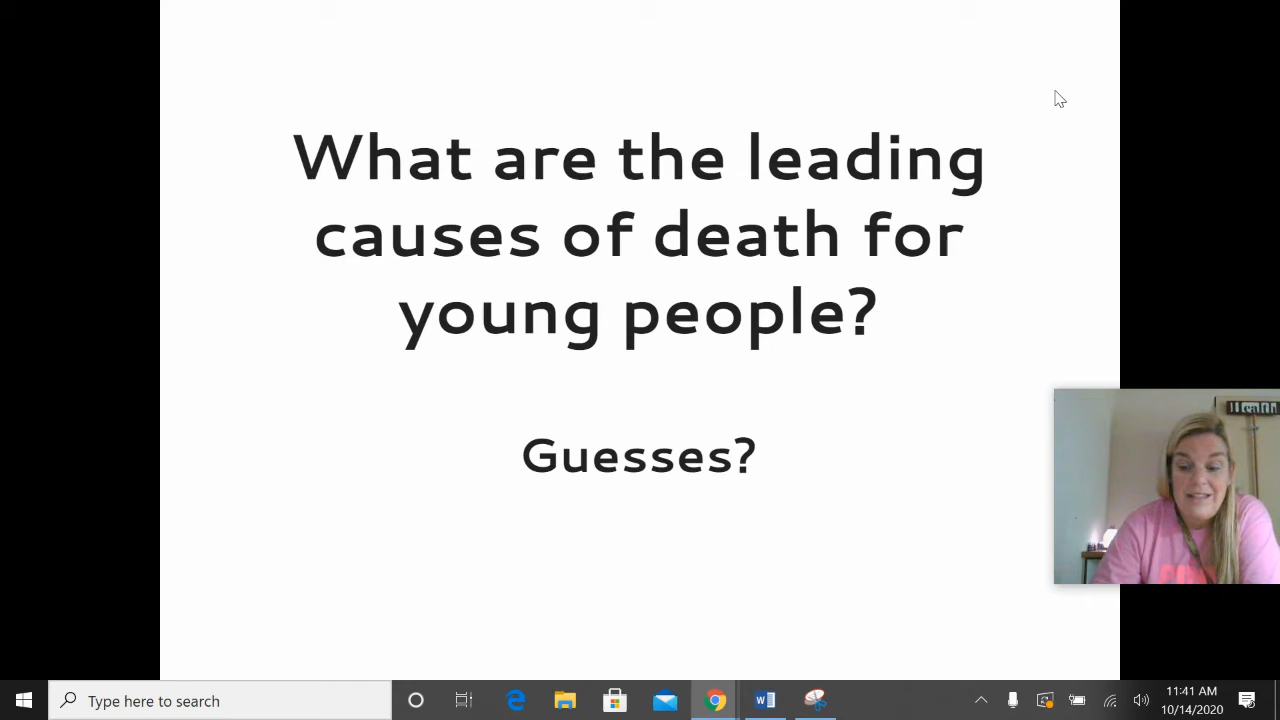 What are the leading
causes of death for
young people?
Guesses?
Health
Type here to search
11:41 AM
10/14/2020